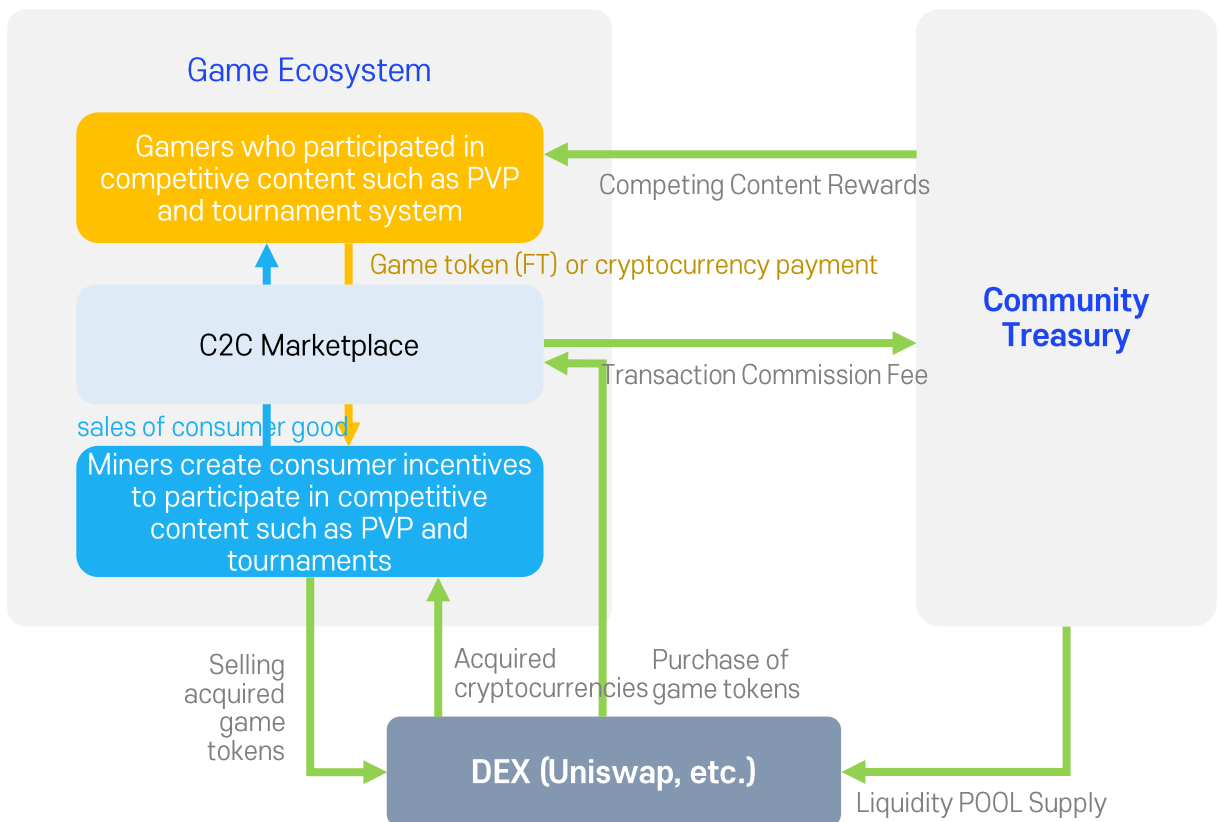 Game Ecosystem
Gamers who participated in
competitive content such as PVP
and tournament system
Competing Content Rewards
Game token (FT) or cryptocurrency payment
Community
Treasury
C2C Marketplace
Transaction Commission Fee
sales of consumer good
Miners create consumer incentives
to participate in competitive
content such as PVP and
tournaments
Selling
acquired
game
tokens
Acquired
cryptocurrencies
Purchase of
game tokens
DEX (Uniswap, etc.)
Liquidity POOL Supply